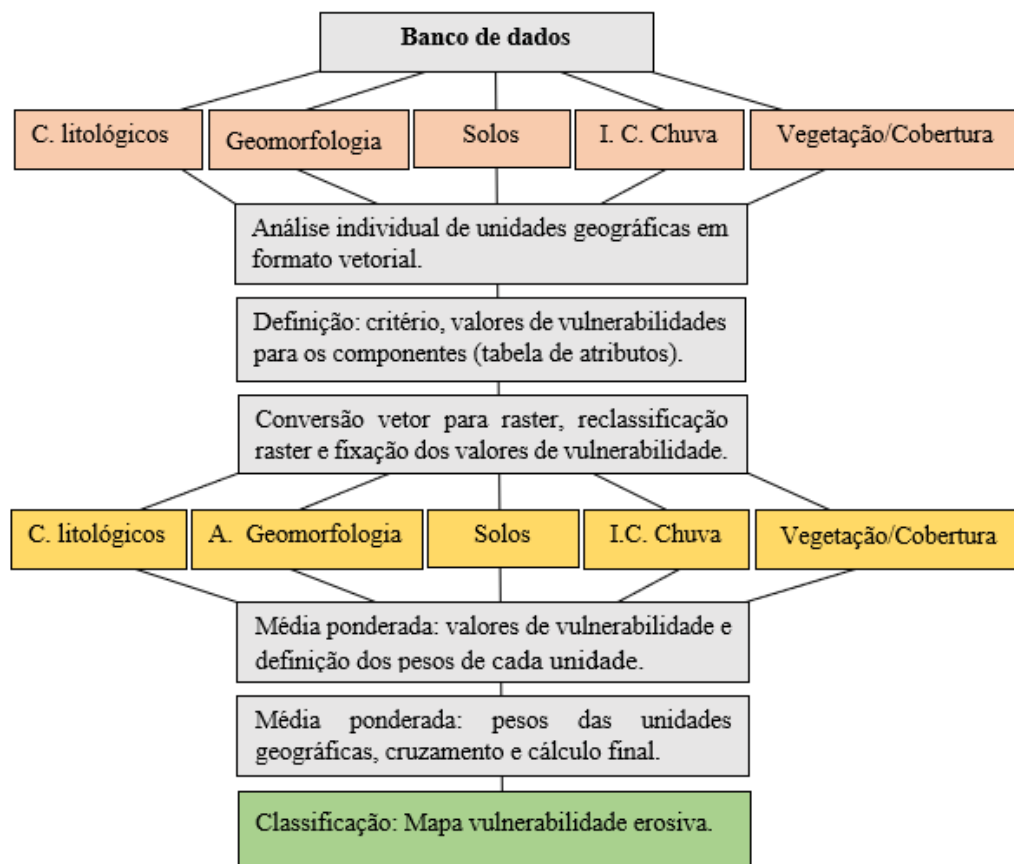 Banco de dados
C. litológicos
Geomorfologia
Solos
I. C. Chuva
Vegetação/Cobertura
Análise individual de unidades geográficas em
formato vetorial.
Definição: critério, valores de vulnerabilidades
para os componentes (tabela de atributos).
Conversão vetor para raster, reclassificação
raster e fixação dos valores de vulnerabilidade.
C. litológicos
A. Geomorfologia
Solos
I.C. Chuva
Vegetação/Cobertura
Média ponderada: valores de vulnerabilidade e
definição dos pesos de cada unidade.
Média ponderada: pesos das unidades
geográficas, cruzamento e cálculo final.
Classificação: Mapa vulnerabilidade erosiva.